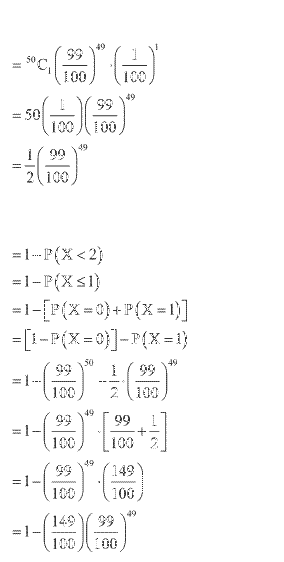 = ⁵⁰C₁(99/100)⁴⁹ · (1/100)¹
= 50(1/100)(99/100)⁴⁹
= 1/2(99/100)⁴⁹
= 1 − P(X < 2)
= 1 − P(X ≤ 1)
= 1 − [P(X = 0) + P(X = 1)]
= [1 − P(X = 0)] − P(X = 1)
= 1 − (99/100)⁵⁰ − 1/2 · (99/100)⁴⁹
= 1 − (99/100)⁴⁹ · [99/100 + 1/2]
= 1 − (99/100)⁴⁹ · (149/100)
= 1 − (149/100)(99/100)⁴⁹